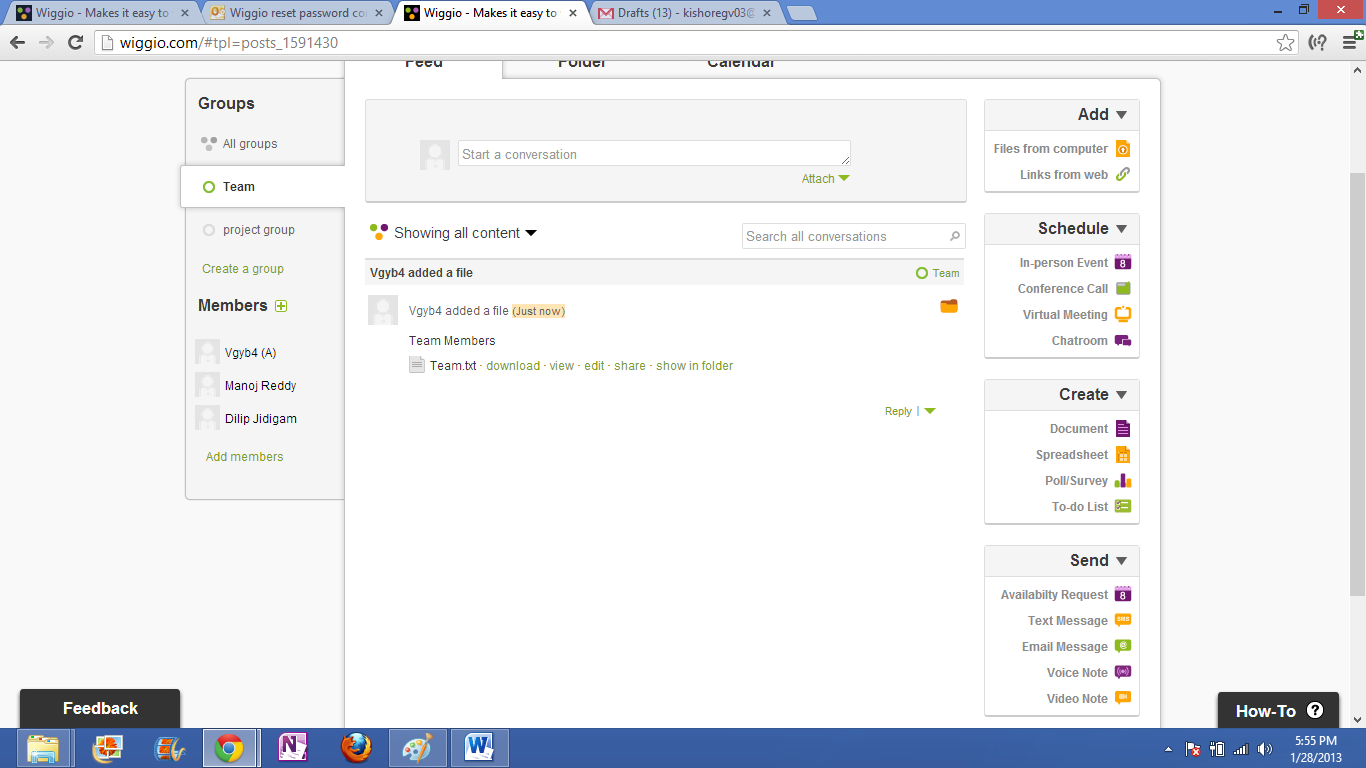 Wiggio - Makes it easy to
Wiggio reset password co
Wiggio - Makes it easy to
Drafts (13) - kishoregv03@
wiggio.com/#tpl=posts_1591430
Feed
Folder
Calendar
Groups
All groups
Team
project group
Create a group
Members
Vgyb4 (A)
Manoj Reddy
Dilip Jidigam
Add members
Start a conversation
Attach
Showing all content
Search all conversations
Vgyb4 added a file
Team
Vgyb4 added a file (Just now)
Team Members
Team.txt · download · view · edit · share · show in folder
Reply |
Add
Files from computer
Links from web
Schedule
In-person Event
8
Conference Call
Virtual Meeting
Chatroom
Create
Document
Spreadsheet
Poll/Survey
To-do List
Send
Availabilty Request
8
Text Message
SMS
Email Message
@
Voice Note
Video Note
Feedback
How-To ?
5:55 PM
1/28/2013